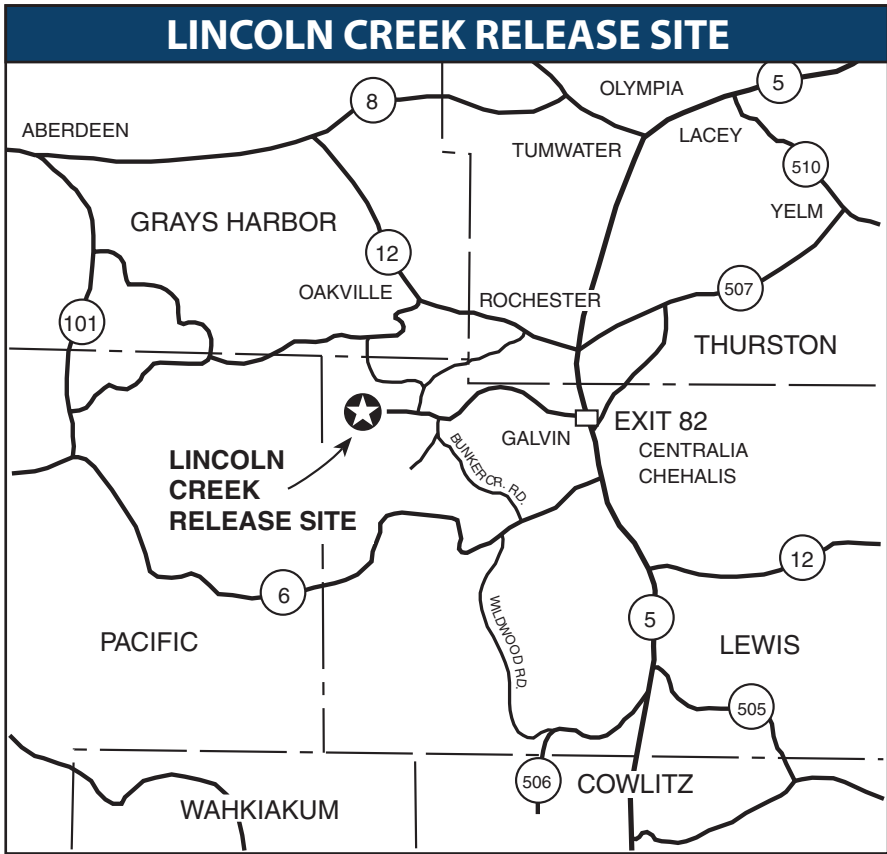 LINCOLN CREEK RELEASE SITE
OLYMPIA
5
8
ABERDEEN
TUMWATER
LACEY
510
YELM
GRAYS HARBOR
12
OAKVILLE
ROCHESTER
507
101
THURSTON
EXIT 82
GALVIN
CENTRALIA
CHEHALIS
BUNKER CR. RD.
LINCOLN
CREEK
RELEASE SITE
12
6
5
WILDWOOD RD.
PACIFIC
LEWIS
505
506
COWLITZ
WAHKIAKUM